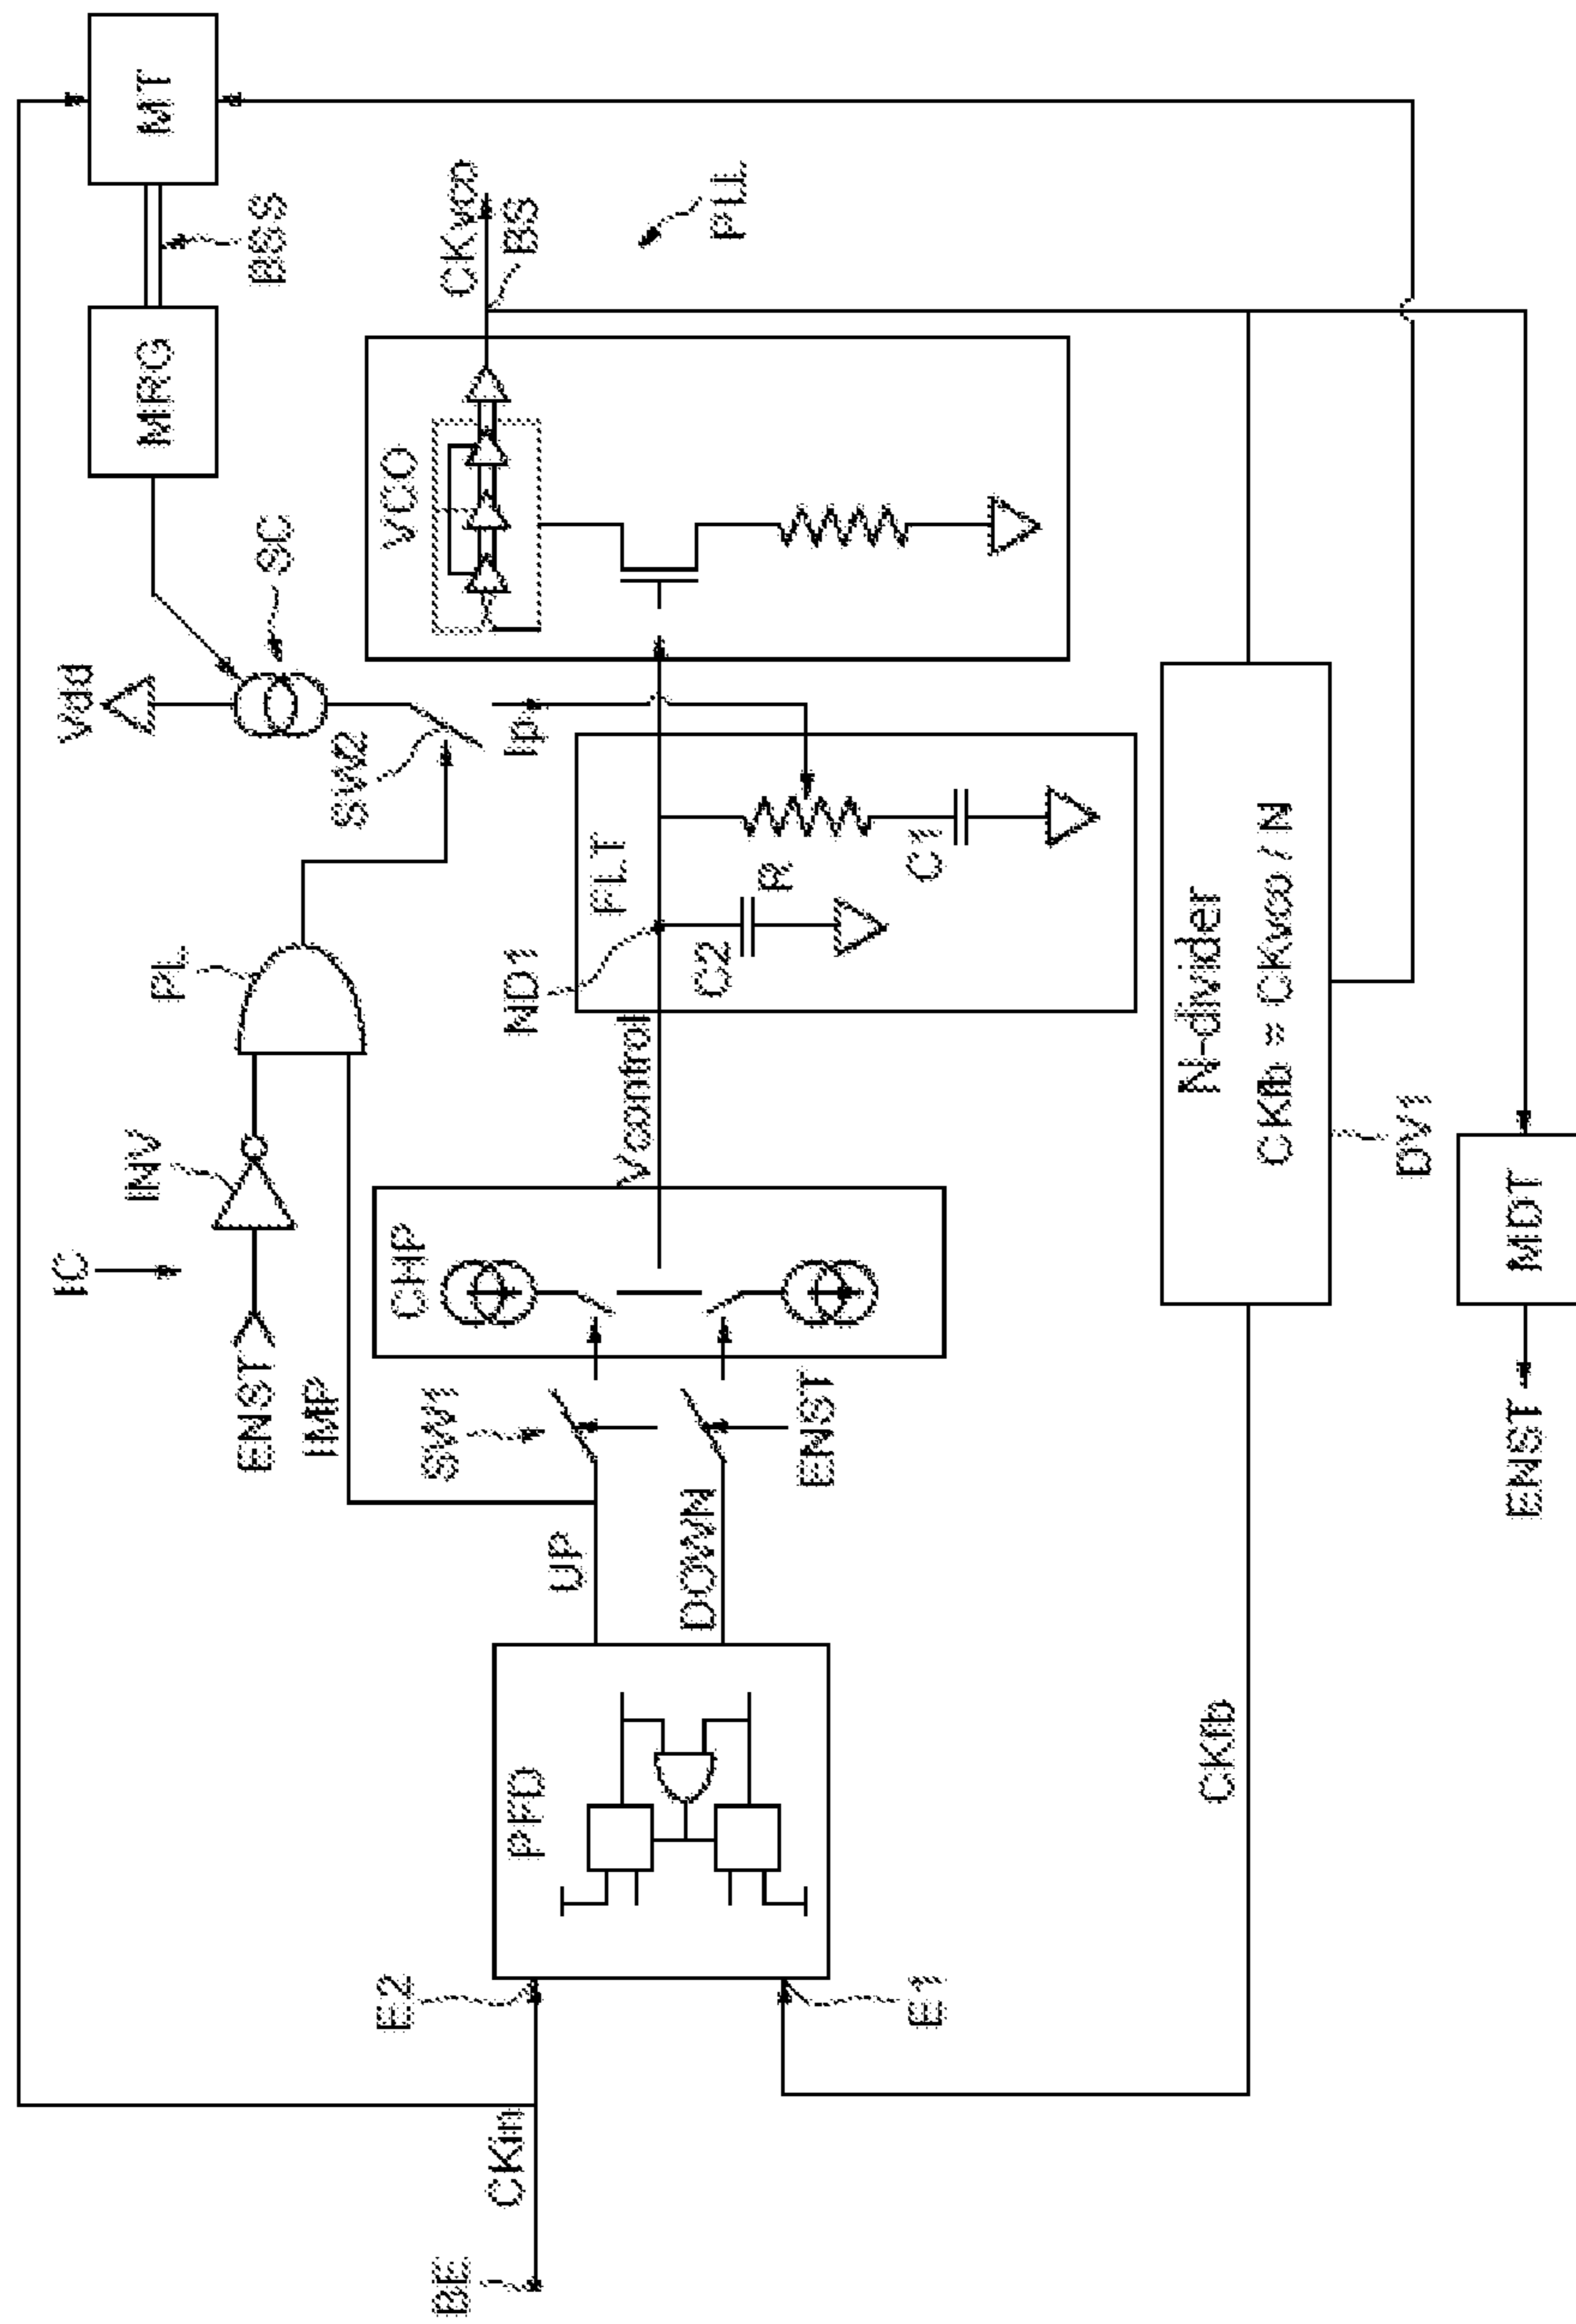 BE
CKin
E2
E1
PFD
UP
DOWN
IMP
SW1
ENST
ENST
IC
INV
PL
CHP
Vcontrol
ND1
FLT
C2
R
C1
SW2
Ip
Vdd
SC
MRG
BSS
MT
VCO
CKvco
BS
PLL
CKfb
N-divider
CKfb = CKvco / N
DV1
MDT
ENST